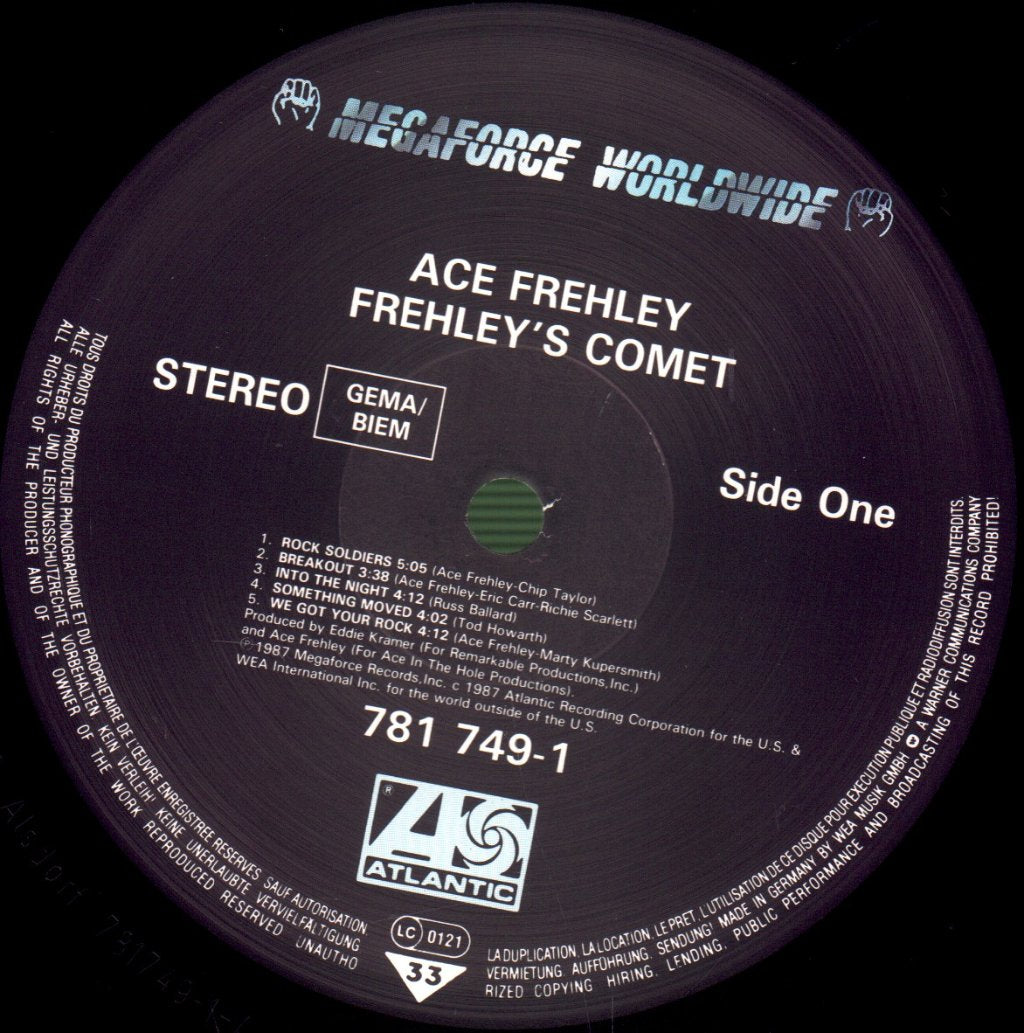 MEGAFORCE WORLDWIDE
ACE FREHLEY
FREHLEY'S COMET
STEREO
GEMA/
BIEM
Side One
1. ROCK SOLDIERS 5:05 (Ace Frehley-Chip Taylor)
2. BREAKOUT 3:38 (Ace Frehley-Eric Carr-Richie Scarlett)
3. INTO THE NIGHT 4:12 (Russ Ballard)
4. SOMETHING MOVED 4:02 (Tod Howarth)
5. WE GOT YOUR ROCK 4:12 (Ace Frehley-Marty Kupersmith)
Produced by Eddie Kramer (For Remarkable Productions, Inc.)
and Ace Frehley (For Ace In The Hole Productions).
℗ 1987 Megaforce Records, Inc. c 1987 Atlantic Recording Corporation for the U.S. &
WEA International Inc. for the world outside of the U.S.
781 749-1
®
ATLANTIC
LC 0121
33
TOUS DROITS DU PRODUCTEUR PHONOGRAPHIQUE ET DU PROPRIETAIRE DE L'ŒUVRE ENREGISTREE RESERVES SAUF AUTORISATION LA DUPLICATION, LA LOCATION, LE PRET, L'UTILISATION DE CE DISQUE POUR EXECUTION PUBLIQUE ET RADIODIFFUSION SONT INTERDITS.
ALLE URHEBER- UND LEISTUNGSSCHUTZRECHTE VORBEHALTEN KEIN VERLEIH! KEINE UNERLAUBTE VERVIELFÄLTIGUNG VERMIETUNG, AUFFÜHRUNG, SENDUNG! MADE IN GERMANY BY WEA MUSIK GMBH A WARNER COMMUNICATIONS COMPANY
ALL RIGHTS OF THE PRODUCER AND OF THE OWNER OF THE WORK REPRODUCED RESERVED UNAUTHO RIZED COPYING HIRING, LENDING, PUBLIC PERFORMANCE AND BROADCASTING OF THIS RECORD PROHIBITED!
Alsdorf 781749-1-